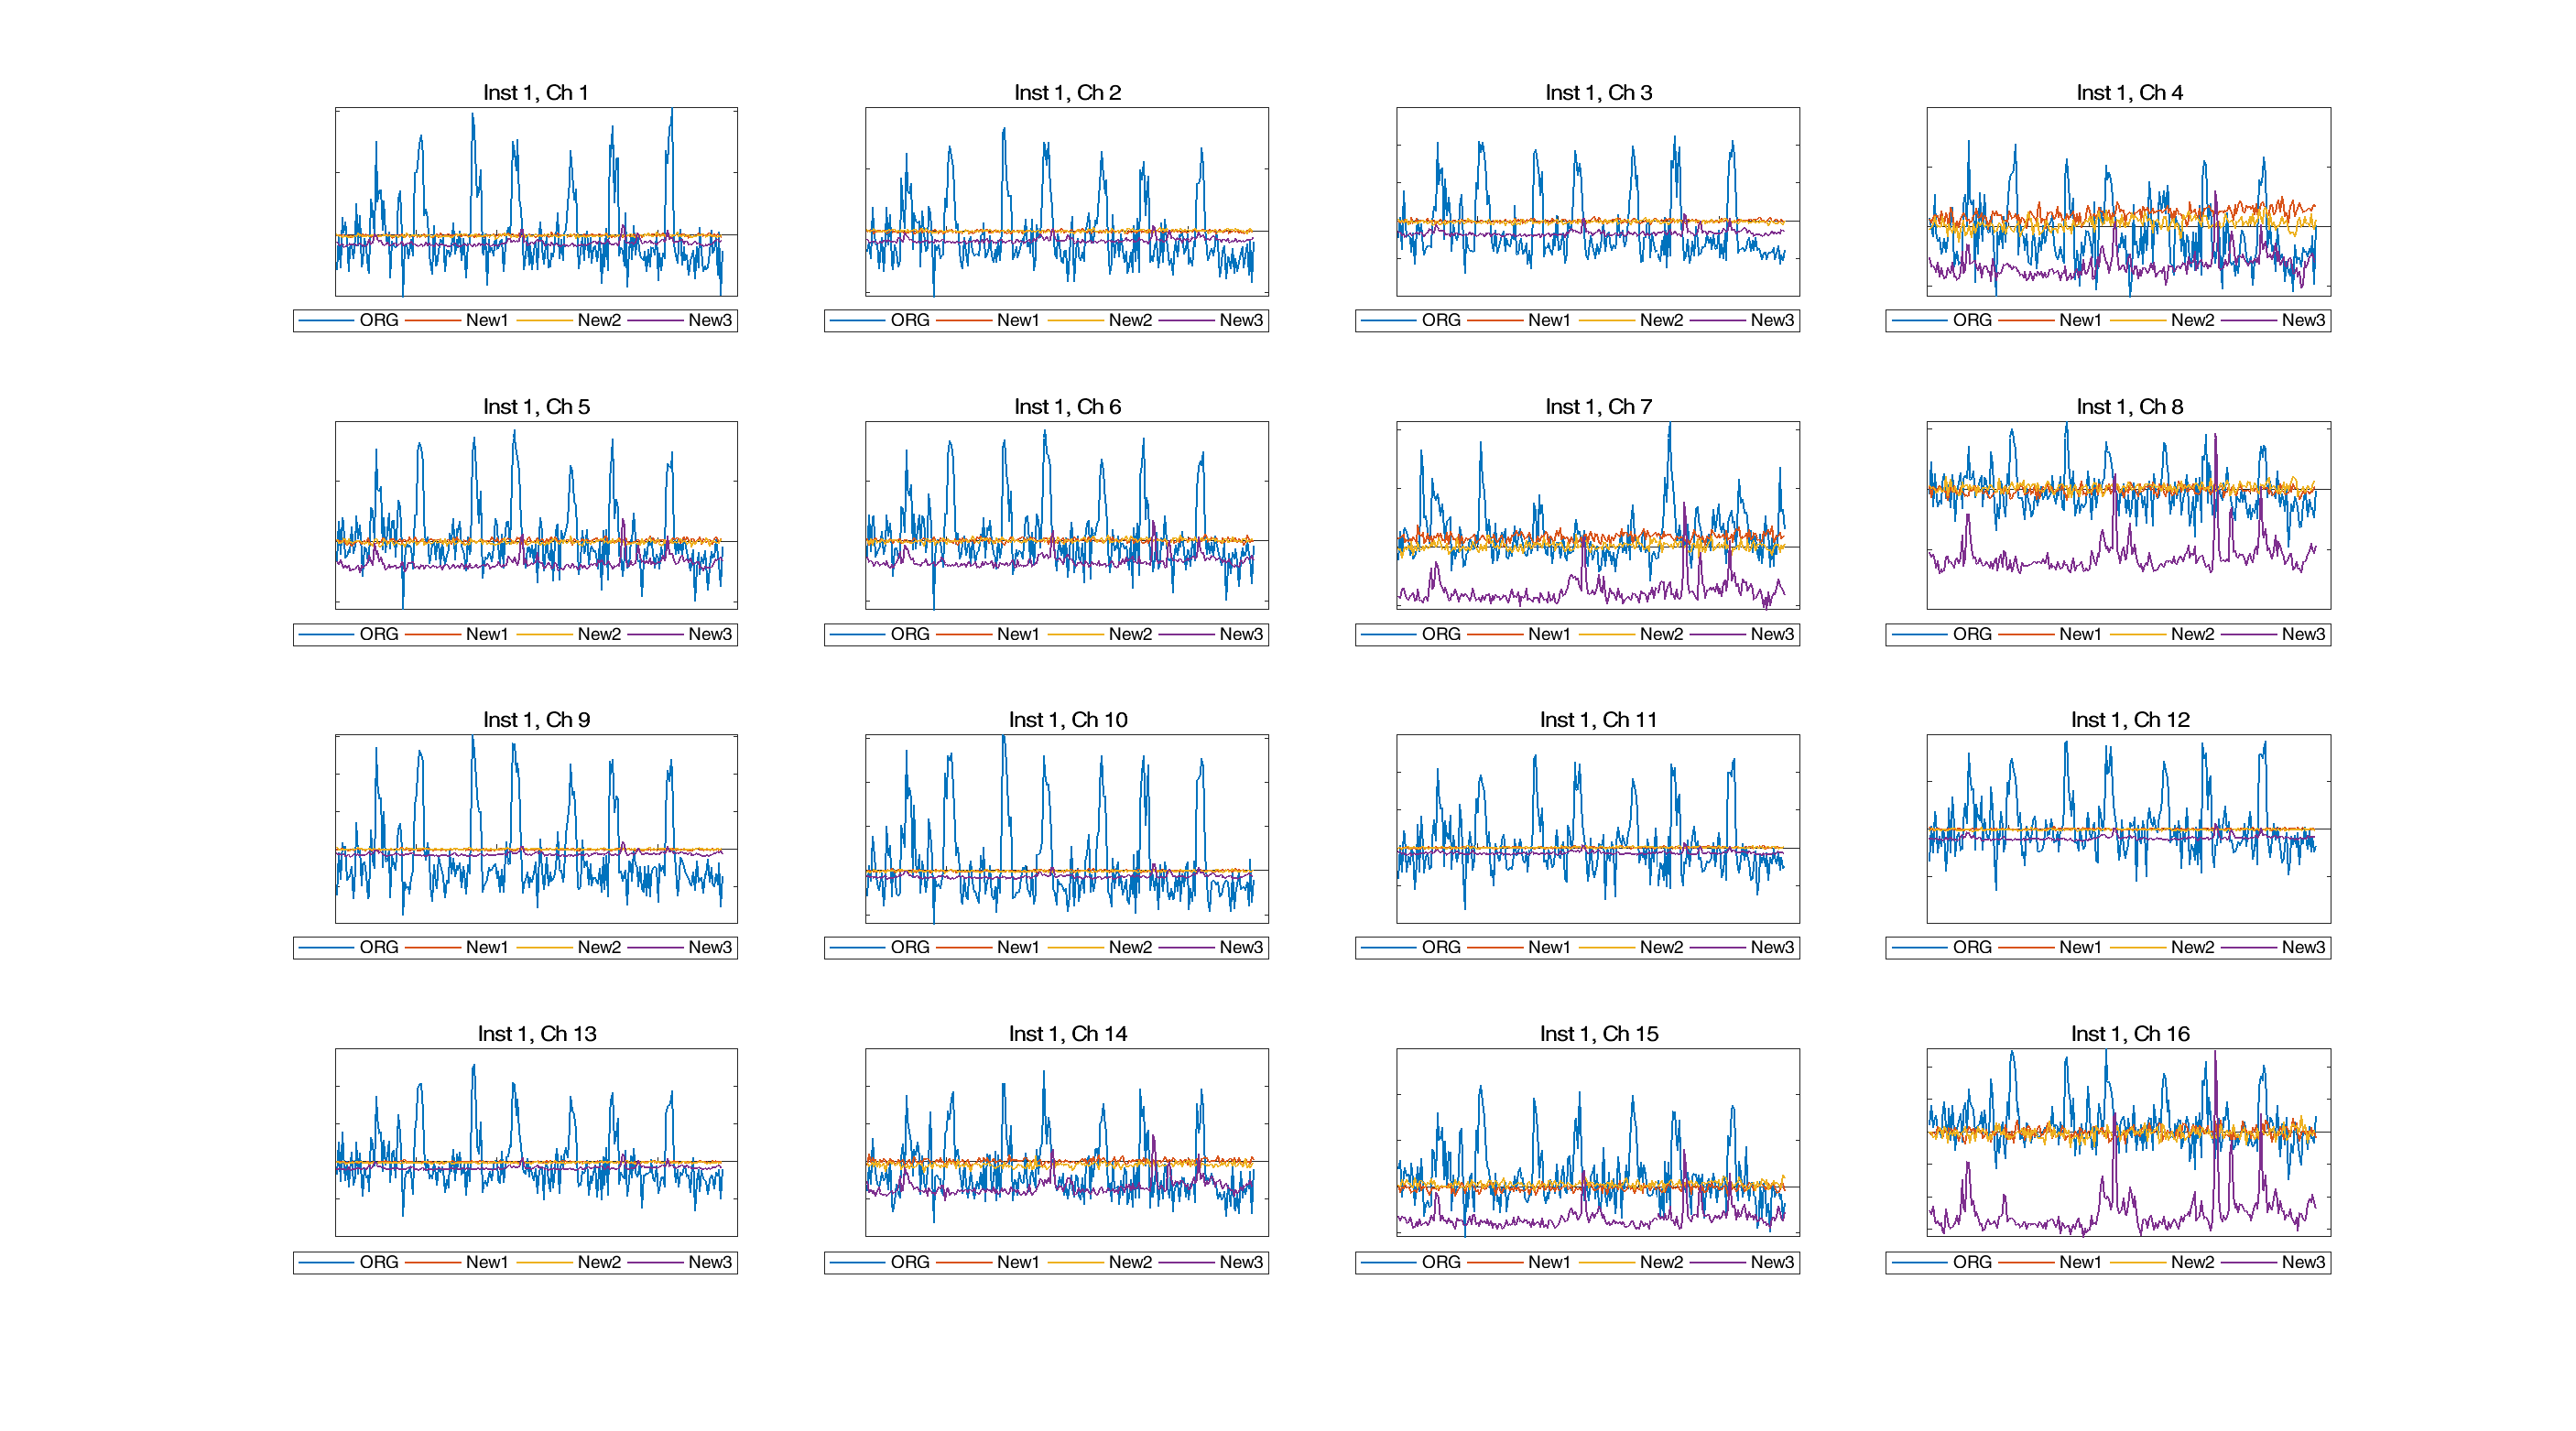 Inst 1, Ch 1
Inst 1, Ch 2
Inst 1, Ch 3
Inst 1, Ch 4
ORG New1 New2 New3
ORG New1 New2 New3
ORG New1 New2 New3
ORG New1 New2 New3
Inst 1, Ch 5
Inst 1, Ch 6
Inst 1, Ch 7
Inst 1, Ch 8
ORG New1 New2 New3
ORG New1 New2 New3
ORG New1 New2 New3
ORG New1 New2 New3
Inst 1, Ch 9
Inst 1, Ch 10
Inst 1, Ch 11
Inst 1, Ch 12
ORG New1 New2 New3
ORG New1 New2 New3
ORG New1 New2 New3
ORG New1 New2 New3
Inst 1, Ch 13
Inst 1, Ch 14
Inst 1, Ch 15
Inst 1, Ch 16
ORG New1 New2 New3
ORG New1 New2 New3
ORG New1 New2 New3
ORG New1 New2 New3